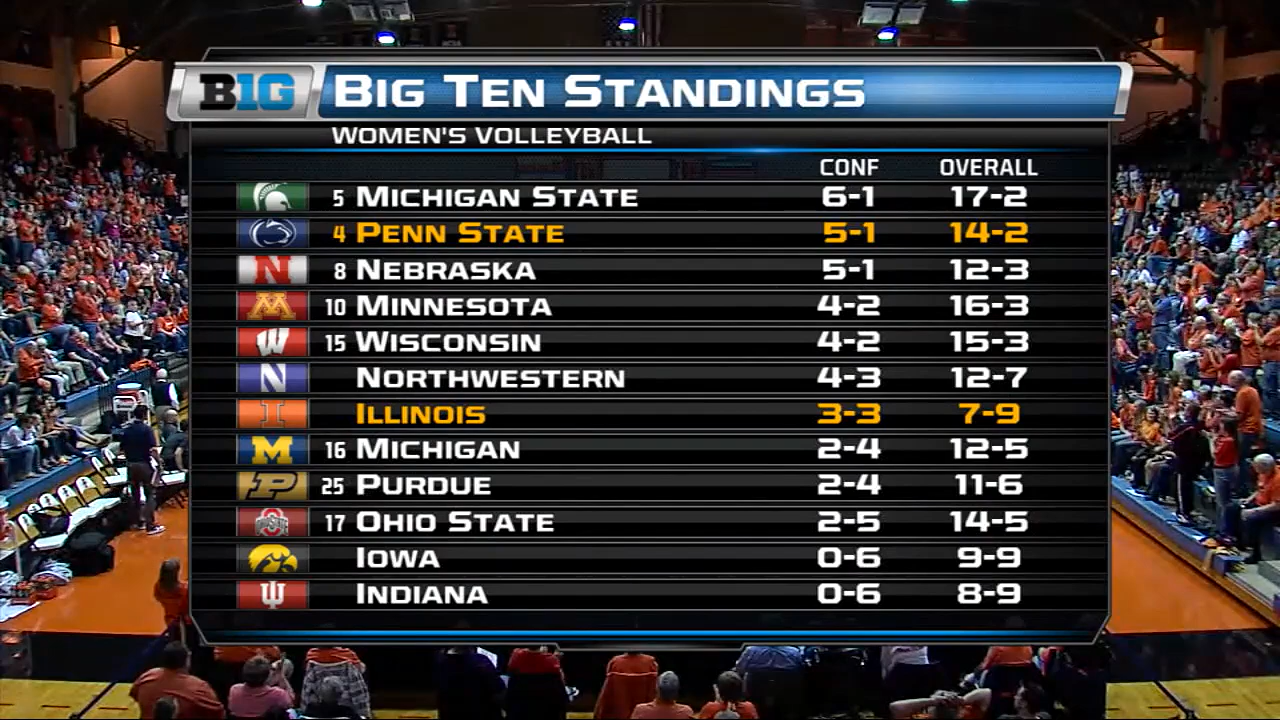 B1G BIG TEN STANDINGS
WOMEN'S VOLLEYBALL
CONF OVERALL
5 MICHIGAN STATE 6-1 17-2
4 PENN STATE 5-1 14-2
N 8 NEBRASKA 5-1 12-3
M 10 MINNESOTA 4-2 16-3
W 15 WISCONSIN 4-2 15-3
N NORTHWESTERN 4-3 12-7
I ILLINOIS 3-3 7-9
M 16 MICHIGAN 2-4 12-5
P 25 PURDUE 2-4 11-6
17 OHIO STATE 2-5 14-5
IOWA 0-6 9-9
INDIANA 0-6 8-9